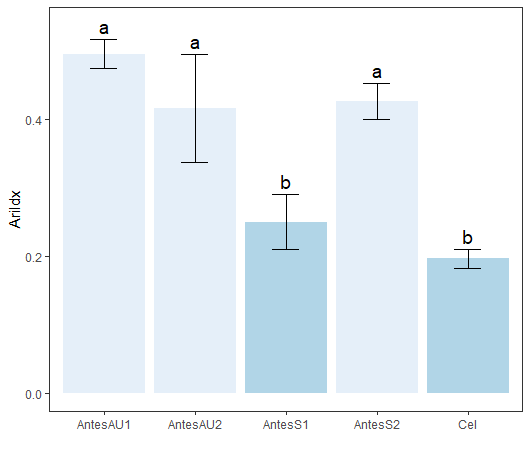 a
a
a
b
b
0.4
0.2
0.0
AriIdx
AntesAU1
AntesAU2
AntesS1
AntesS2
Cel